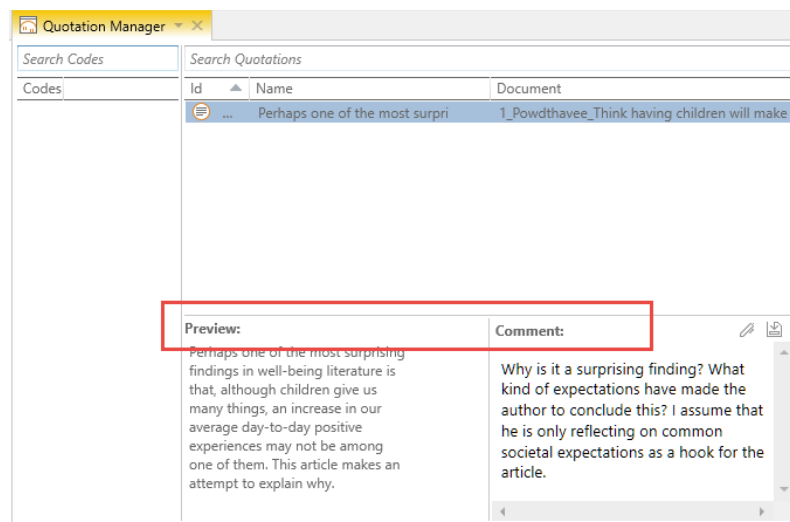 Quotation Manager
Search Codes
Search Quotations
Codes
Id Name Document
... Perhaps one of the most surpri 1_Powdthavee_Think having children will make
Preview:
Perhaps one of the most surprising
findings in well-being literature is
that, although children give us
many things, an increase in our
average day-to-day positive
experiences may not be among
one of them. This article makes an
attempt to explain why.
Comment:
Why is it a surprising finding? What
kind of expectations have made the
author to conclude this? I assume that
he is only reflecting on common
societal expectations as a hook for the
article.